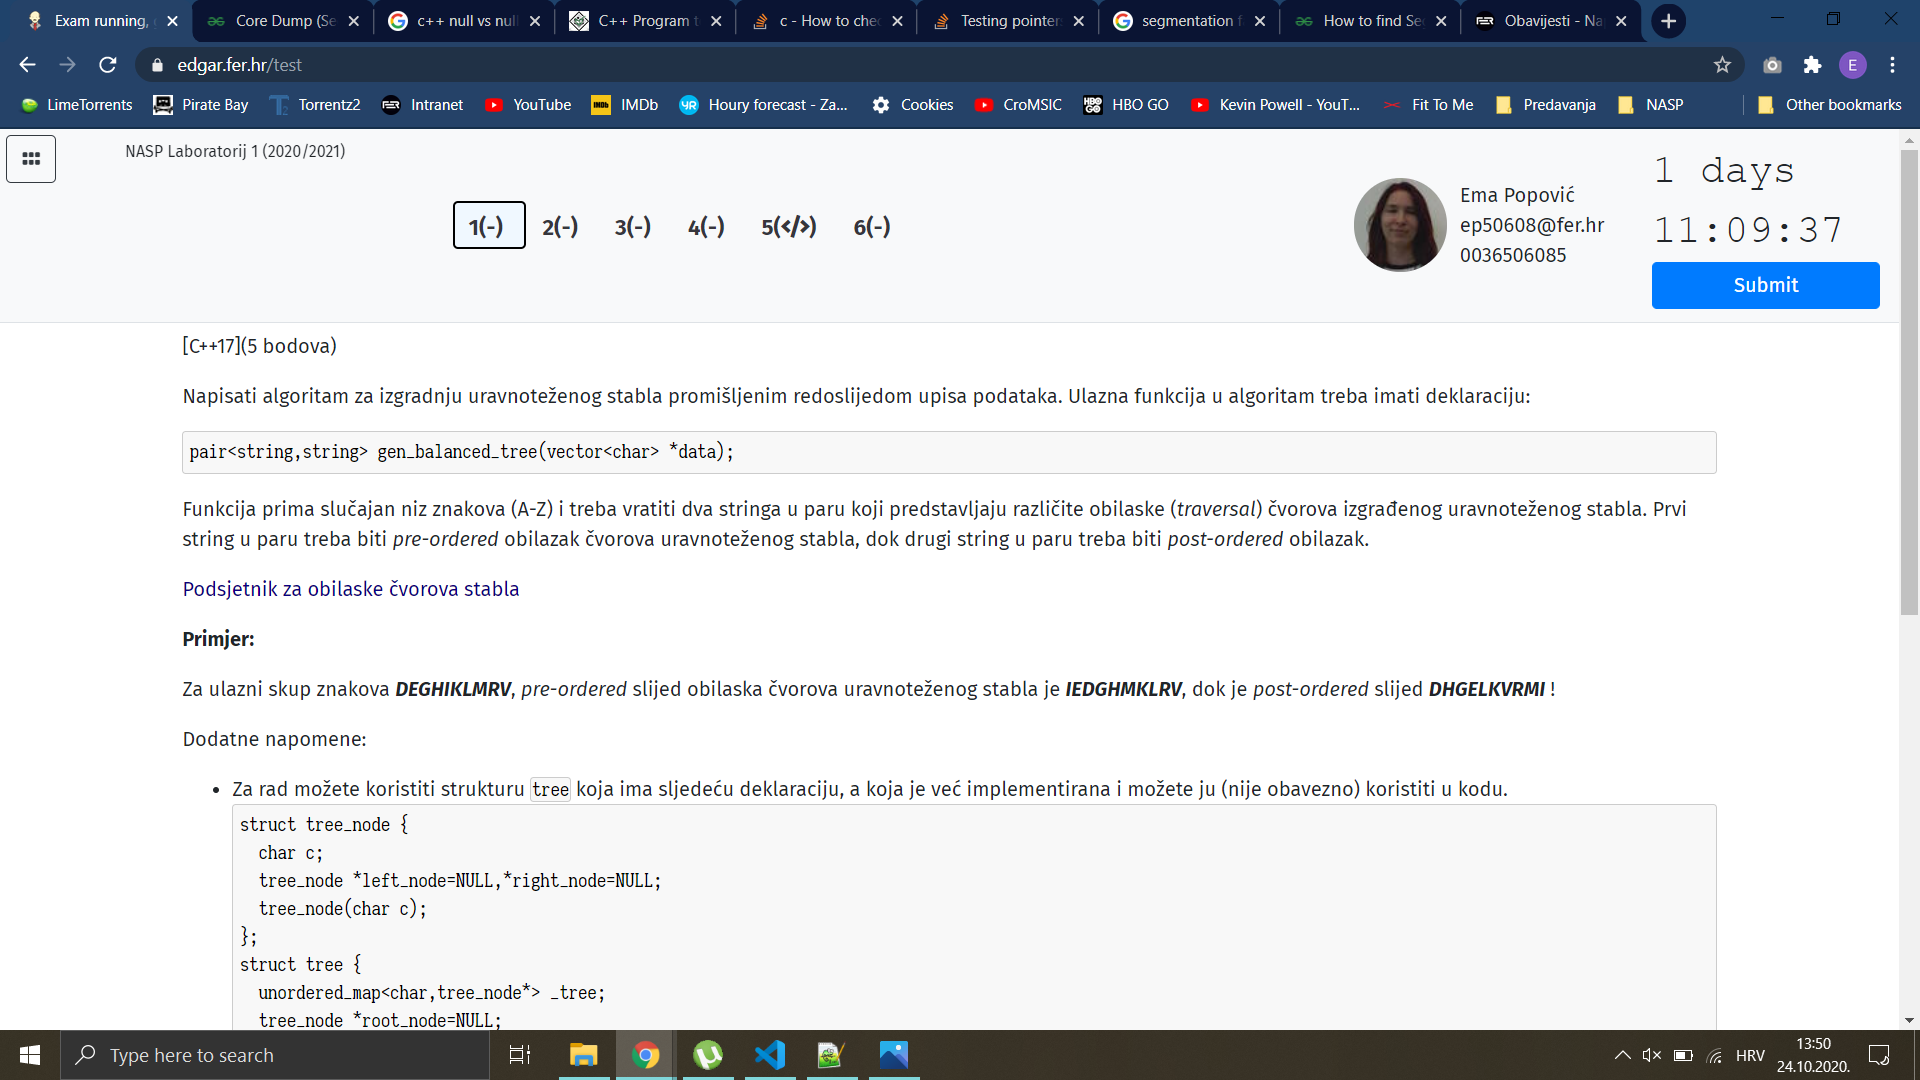 Exam running,
Core Dump (Se
c++ null vs null
C++ Program t
c - How to chec
Testing pointer
segmentation f
How to find Seg
Obavijesti - Na
edgar.fer.hr/test
E
LimeTorrents
Pirate Bay
Torrentz2
Intranet
YouTube
IMDb
Houry forecast - Za...
Cookies
CroMSIC
HBO GO
Kevin Powell - YouT...
Fit To Me
Predavanja
NASP
Other bookmarks
NASP Laboratorij 1 (2020/2021)
1(-) 2(-) 3(-) 4(-) 5(</>) 6(-)
Ema Popović
ep50608@fer.hr
0036506085
1 days
11:09:37
Submit
[C++17](5 bodova)
Napisati algoritam za izgradnju uravnoteženog stabla promišljenim redoslijedom upisa podataka. Ulazna funkcija u algoritam treba imati deklaraciju:
pair<string,string> gen_balanced_tree(vector<char> *data);
Funkcija prima slučajan niz znakova (A-Z) i treba vratiti dva stringa u paru koji predstavljaju različite obilaske (traversal) čvorova izgrađenog uravnoteženog stabla. Prvi
string u paru treba biti pre-ordered obilazak čvorova uravnoteženog stabla, dok drugi string u paru treba biti post-ordered obilazak.
Podsjetnik za obilaske čvorova stabla
Primjer:
Za ulazni skup znakova DEGHIKLMRV, pre-ordered slijed obilaska čvorova uravnoteženog stabla je IEDGHMKLRV, dok je post-ordered slijed DHGELKVRMI !
Dodatne napomene:
• Za rad možete koristiti strukturu tree koja ima sljedeću deklaraciju, a koja je već implementirana i možete ju (nije obavezno) koristiti u kodu.
struct tree_node {
char c;
tree_node *left_node=NULL,*right_node=NULL;
tree_node(char c);
};
struct tree {
unordered_map<char,tree_node*> _tree;
tree_node *root_node=NULL;
Type here to search
HRV
13:50
24.10.2020.